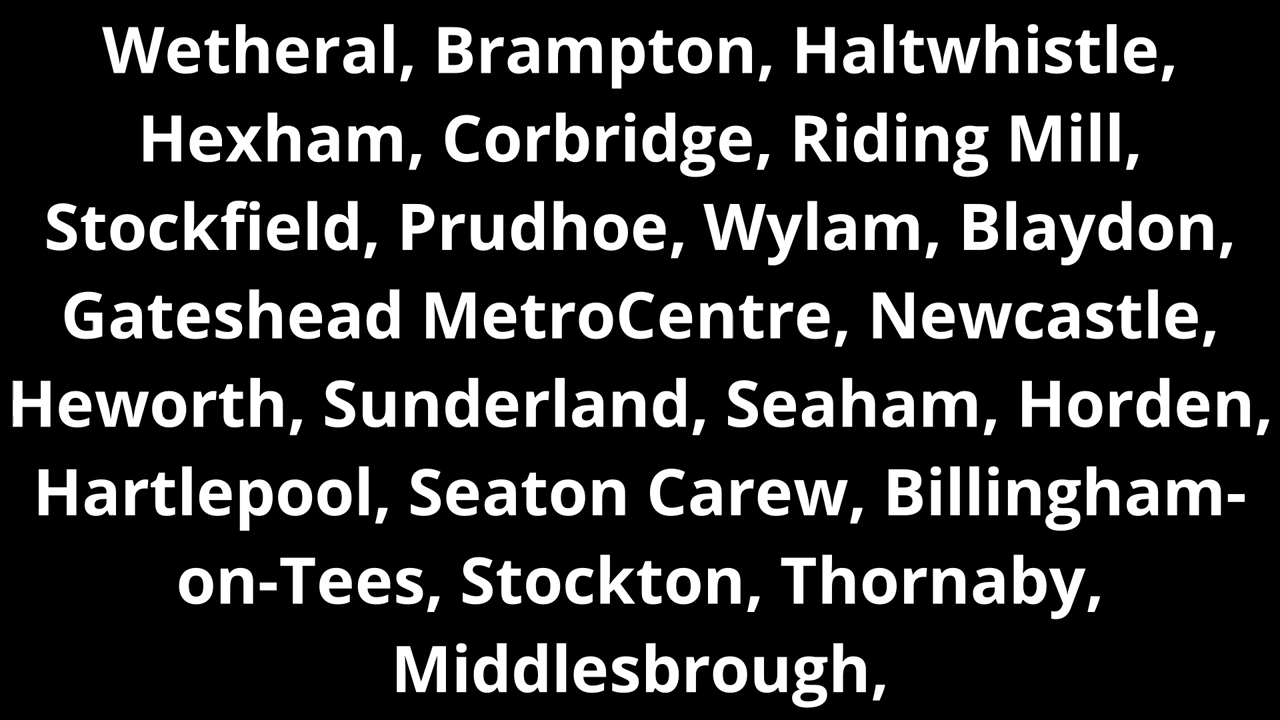 Wetheral, Brampton, Haltwhistle,
Hexham, Corbridge, Riding Mill,
Stockfield, Prudhoe, Wylam, Blaydon,
Gateshead MetroCentre, Newcastle,
Heworth, Sunderland, Seaham, Horden,
Hartlepool, Seaton Carew, Billingham-
on-Tees, Stockton, Thornaby,
Middlesbrough,